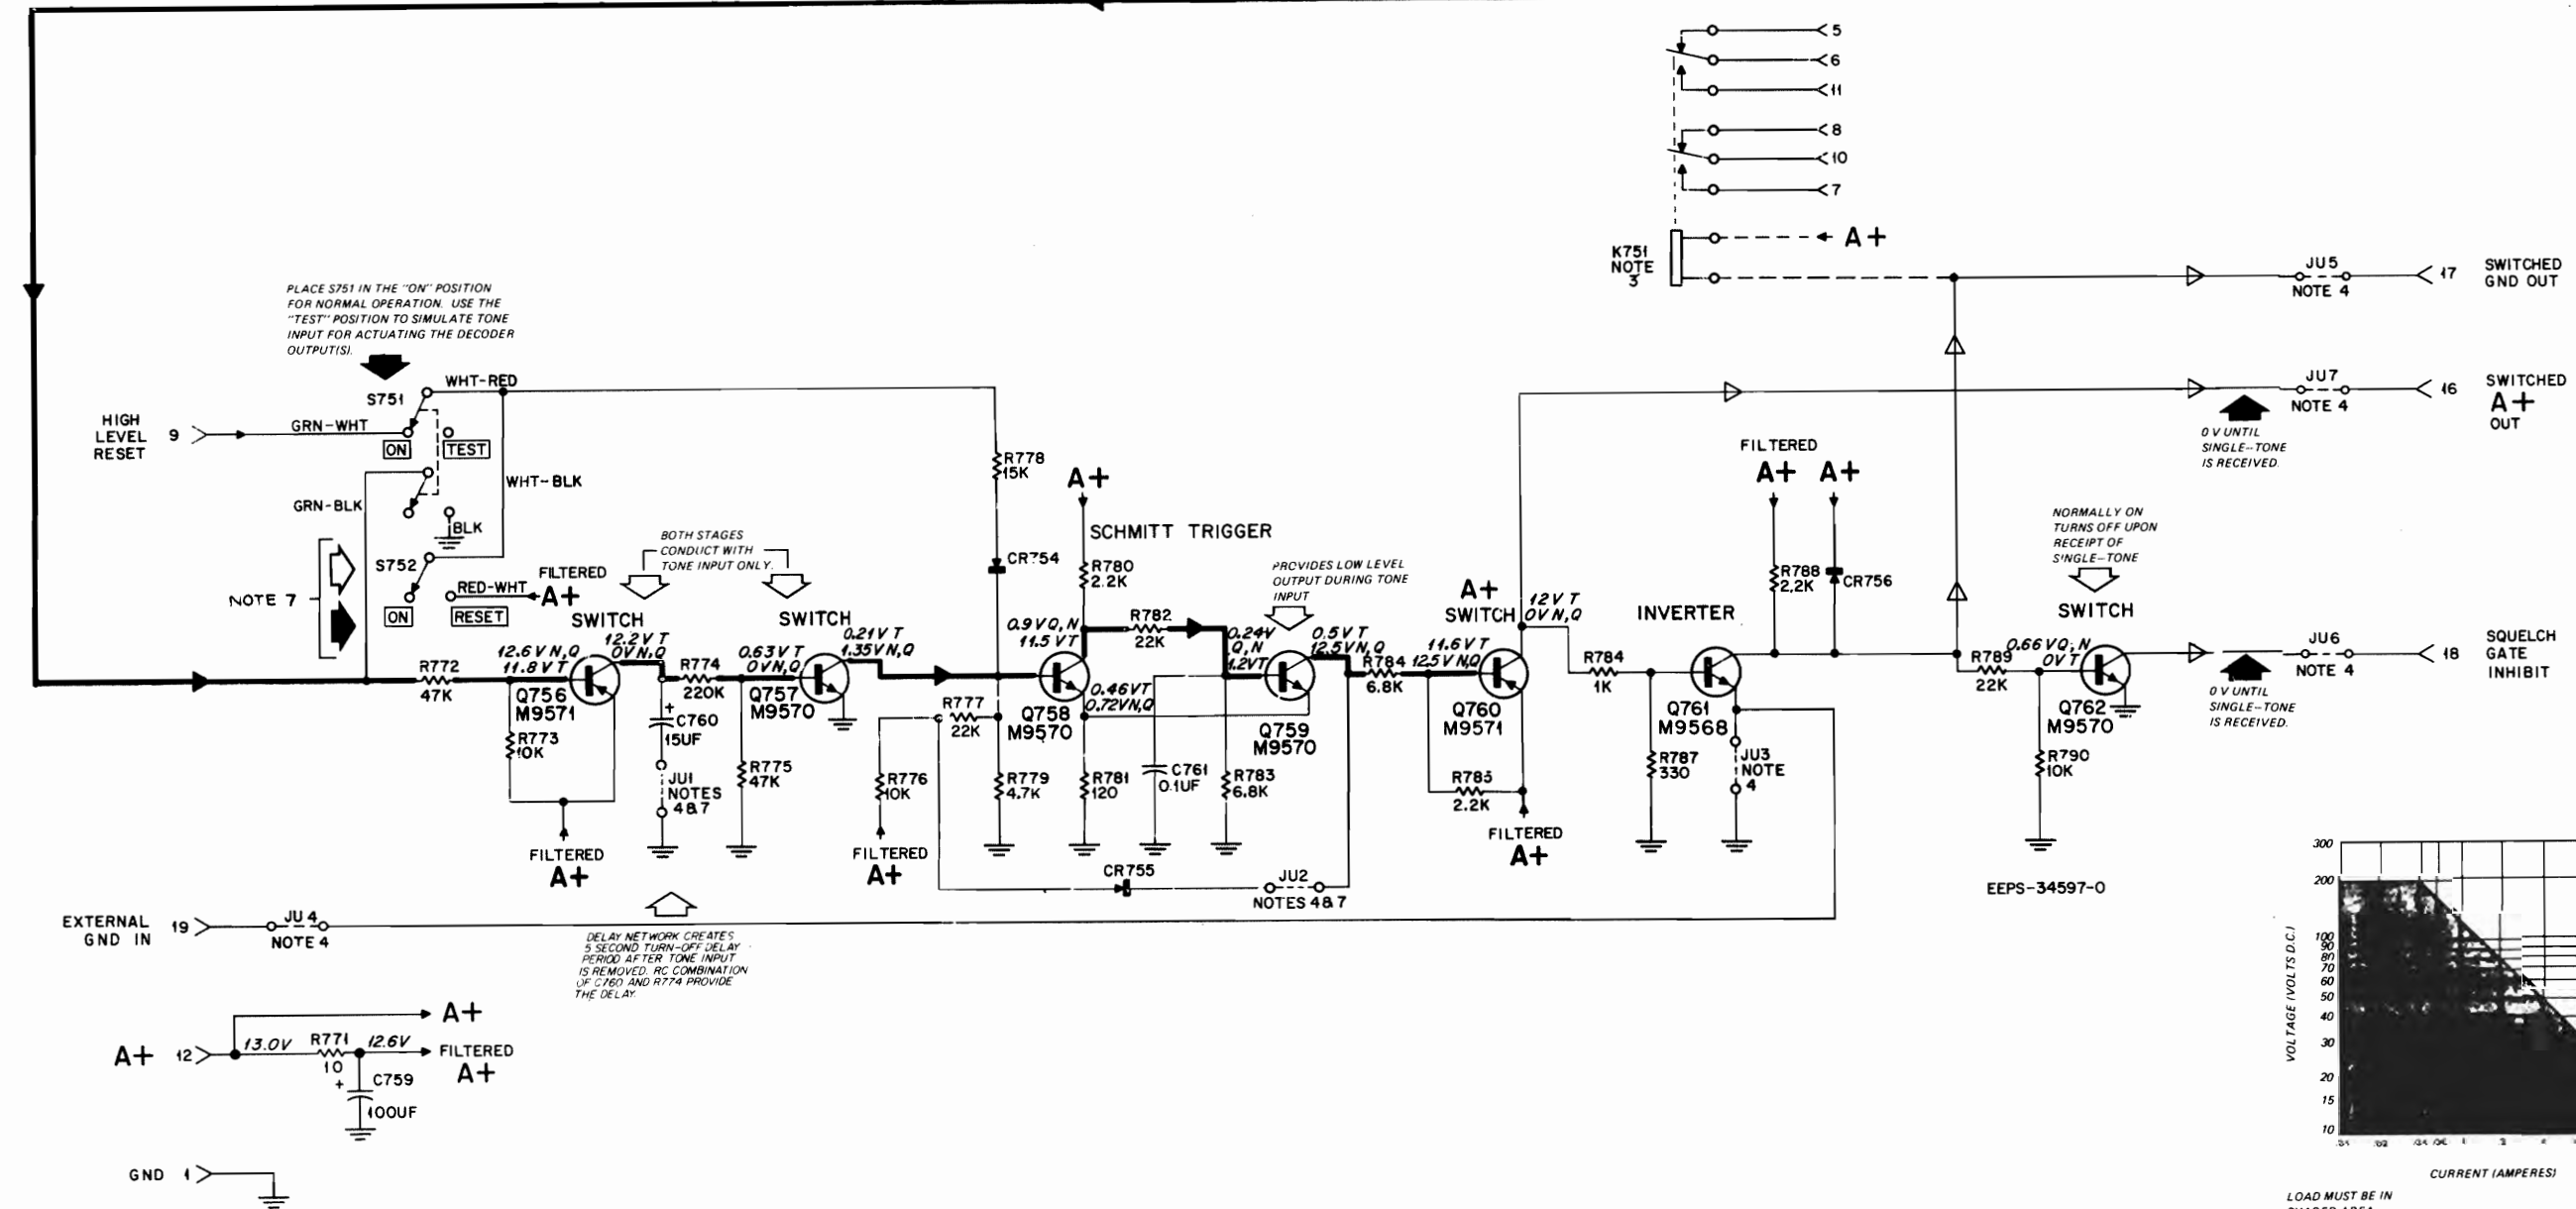 5
6
11
8
10
7
A+
K751
NOTE
3
JU5
NOTE 4
17
SWITCHED
GND OUT
JU7
NOTE 4
16
SWITCHED
A+
OUT
0 V UNTIL
SINGLE-TONE
IS RECEIVED.
PLACE S751 IN THE "ON" POSITION
FOR NORMAL OPERATION. USE THE
"TEST" POSITION TO SIMULATE TONE
INPUT FOR ACTUATING THE DECODER
OUTPUT(S).
WHT-RED
S751
HIGH
LEVEL
RESET
9
GRN-WHT
ON
TEST
WHT-BLK
GRN-BLK
BLK
S752
NOTE 7
RED-WHT
FILTERED
A+
ON
RESET
BOTH STAGES
CONDUCT WITH
TONE INPUT ONLY.
SWITCH
SWITCH
12.6 V N,Q
11.8 V T
12.2 V T
0V N,Q
R772
47K
Q756
M9571
R773
10K
FILTERED
A+
R774
220K
C760
15UF
JU1
NOTES
4&7
0.63 V T
0V N,Q
Q757
M9570
R775
47K
0.21 V T
1.35 V N,Q
R778
15K
CR754
A+
SCHMITT TRIGGER
R780
2.2K
0.9 V Q, N
11.5 V T
R782
22K
PROVIDES LOW LEVEL
OUTPUT DURING TONE
INPUT
R777
22K
R776
10K
FILTERED
A+
R779
4.7K
Q758
M9570
0.46 V T
0.72 V N,Q
R781
120
C761
0.1UF
0.24V
Q,N
1.2VT
R783
6.8K
Q759
M9570
0.5 V T
12.5 V N,Q
R784
6.8K
CR755
JU2
NOTES 4&7
A+
SWITCH
11.6 V T
12.5 V N,Q
12 V T
0V N,Q
Q760
M9571
R785
2.2K
FILTERED
A+
INVERTER
R784
1K
R787
330
Q761
M9568
JU3
NOTE
4
FILTERED
A+
A+
R788
2.2K
CR756
NORMALLY ON
TURNS OFF UPON
RECEIPT OF
SINGLE-TONE
SWITCH
R789
22K
0.66 V Q, N
0V T
Q762
M9570
R790
10K
0 V UNTIL
SINGLE-TONE
IS RECEIVED.
JU6
NOTE 4
18
SQUELCH
GATE
INHIBIT
EEPS-34597-O
EXTERNAL
GND IN
19
JU4
NOTE 4
DELAY NETWORK CREATES
5 SECOND TURN-OFF DELAY
PERIOD AFTER TONE INPUT
IS REMOVED. RC COMBINATION
OF C760 AND R774 PROVIDE
THE DELAY.
A+
A+
12
13.0V
R771
10
12.6V
FILTERED
A+
C759
100UF
GND
1
VOLTAGE (VOLTS D.C.)
300
200
100
90
80
70
60
50
40
30
20
15
10
CURRENT (AMPERES)
LOAD MUST BE IN